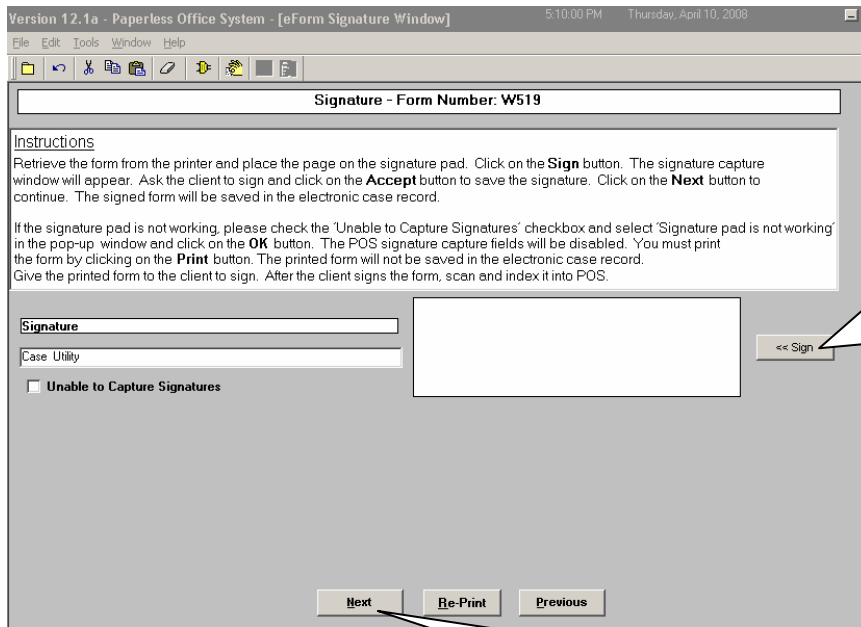 Version 12.1a - Paperless Office System - [eForm Signature Window] 5:10:00 PM Thursday, April 10, 2008
File Edit Tools Window Help
Signature - Form Number: W519
Instructions
Retrieve the form from the printer and place the page on the signature pad. Click on the Sign button. The signature capture
window will appear. Ask the client to sign and click on the Accept button to save the signature. Click on the Next button to
continue. The signed form will be saved in the electronic case record.
If the signature pad is not working, please check the 'Unable to Capture Signatures' checkbox and select 'Signature pad is not working'
in the pop-up window and click on the OK button. The POS signature capture fields will be disabled. You must print
the form by clicking on the Print button. The printed form will not be saved in the electronic case record.
Give the printed form to the client to sign. After the client signs the form, scan and index it into POS.
Signature
<< Sign
Case Utility
Unable to Capture Signatures
Next Re-Print Previous